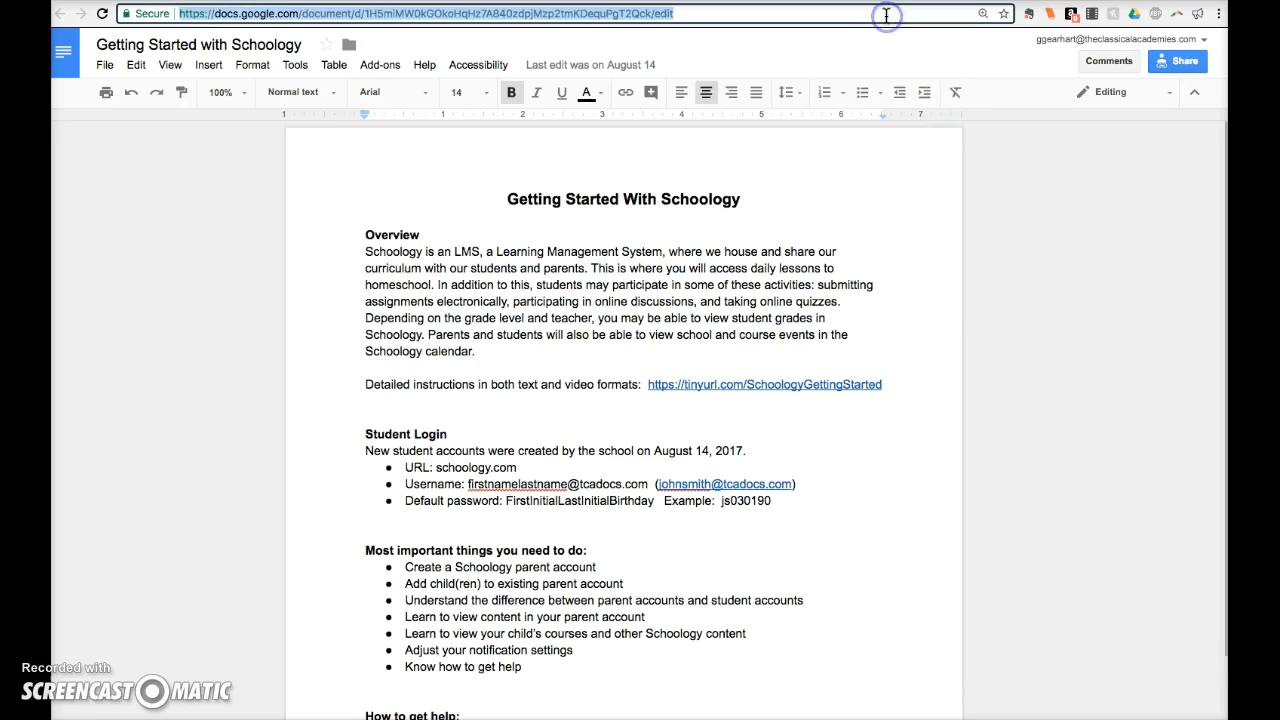 Secure https://docs.google.com/document/d/1H5miMW0kGOkoHqHz7A840zdpjMzp2tmKDequPgT2Qck/edit
Getting Started with Schoology
ggearhart@theclassicalacademies.com
File Edit View Insert Format Tools Table Add-ons Help Accessibility Last edit was on August 14
Comments Share
100% Normal text Arial 14 B I U A Editing
1 1 2 3 4 5 6 7
Getting Started With Schoology
Overview
Schoology is an LMS, a Learning Management System, where we house and share our
curriculum with our students and parents. This is where you will access daily lessons to
homeschool. In addition to this, students may participate in some of these activities: submitting
assignments electronically, participating in online discussions, and taking online quizzes.
Depending on the grade level and teacher, you may be able to view student grades in
Schoology. Parents and students will also be able to view school and course events in the
Schoology calendar.
Detailed instructions in both text and video formats: https://tinyurl.com/SchoologyGettingStarted
Student Login
New student accounts were created by the school on August 14, 2017.
● URL: schoology.com
● Username: firstnamelastname@tcadocs.com (johnsmith@tcadocs.com)
● Default password: FirstInitialLastInitialBirthday Example: js030190
Most important things you need to do:
● Create a Schoology parent account
● Add child(ren) to existing parent account
● Understand the difference between parent accounts and student accounts
● Learn to view content in your parent account
● Learn to view your child's courses and other Schoology content
● Adjust your notification settings
● Know how to get help
How to get help:
Recorded with
SCREENCAST MATIC